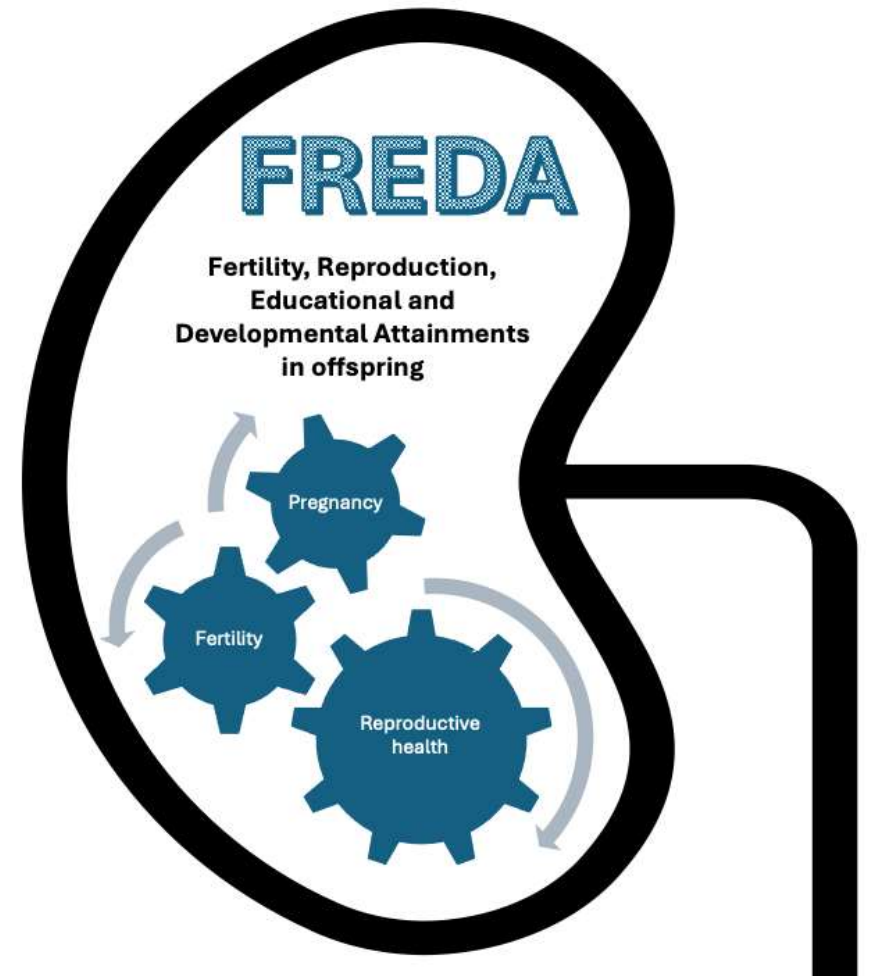 FREDA
Fertility, Reproduction,
Educational and
Developmental Attainments
in offspring
Pregnancy
Fertility
Reproductive
health